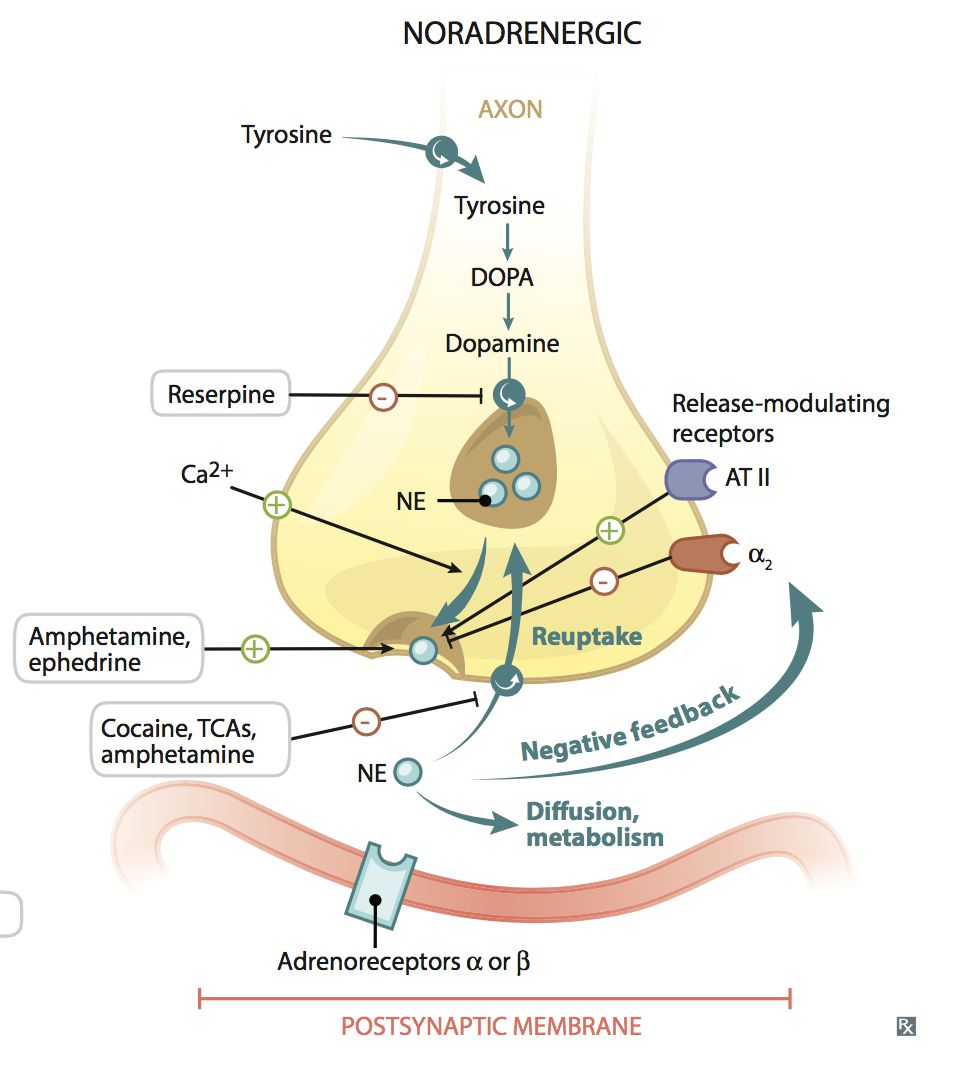 NORADRENERGIC
AXON
Tyrosine
Tyrosine
DOPA
Dopamine
Reserpine
-
Release-modulating
receptors
AT II
Ca2+
+
NE
+
α2
-
Amphetamine,
ephedrine
+
Reuptake
Cocaine, TCAs,
amphetamine
-
Negative feedback
NE
Diffusion,
metabolism
Adrenoreceptors α or β
POSTSYNAPTIC MEMBRANE
Rx